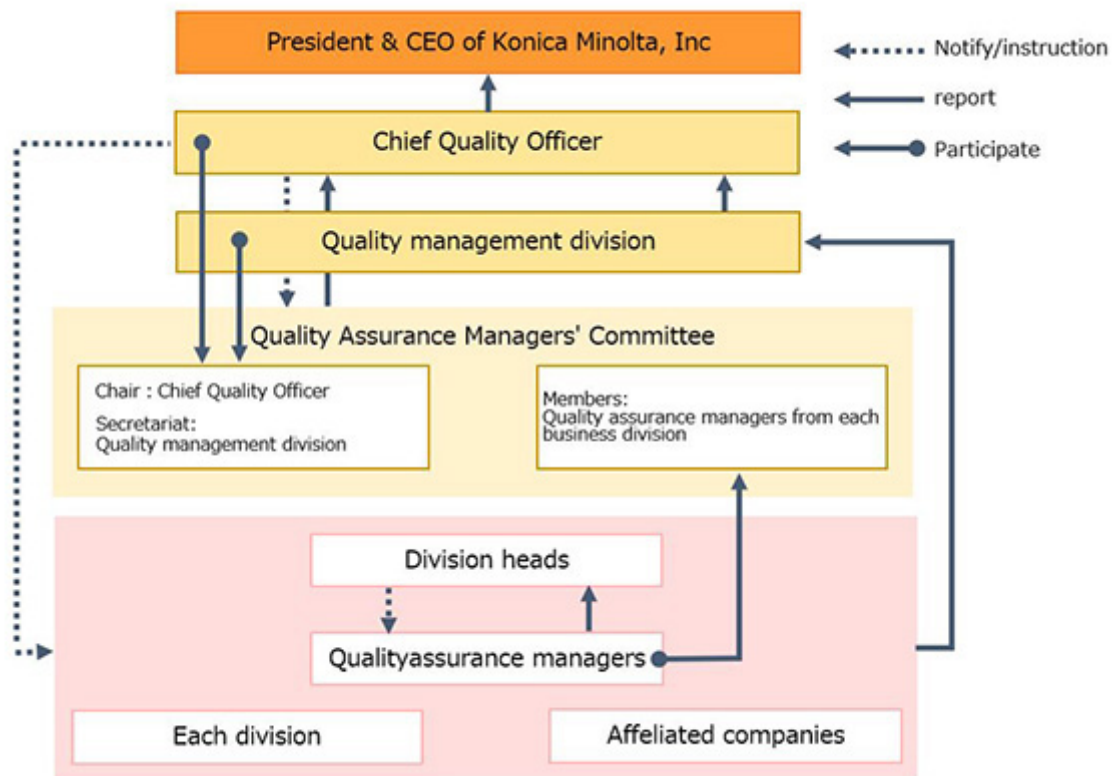 President & CEO of Konica Minolta, Inc
Notify/instruction
report
Participate
Chief Quality Officer
Quality management division
Quality Assurance Managers' Committee
Chair : Chief Quality Officer
Secretariat:
Quality management division
Members:
Quality assurance managers from each
business division
Division heads
Qualityassurance managers
Each division
Affeliated companies